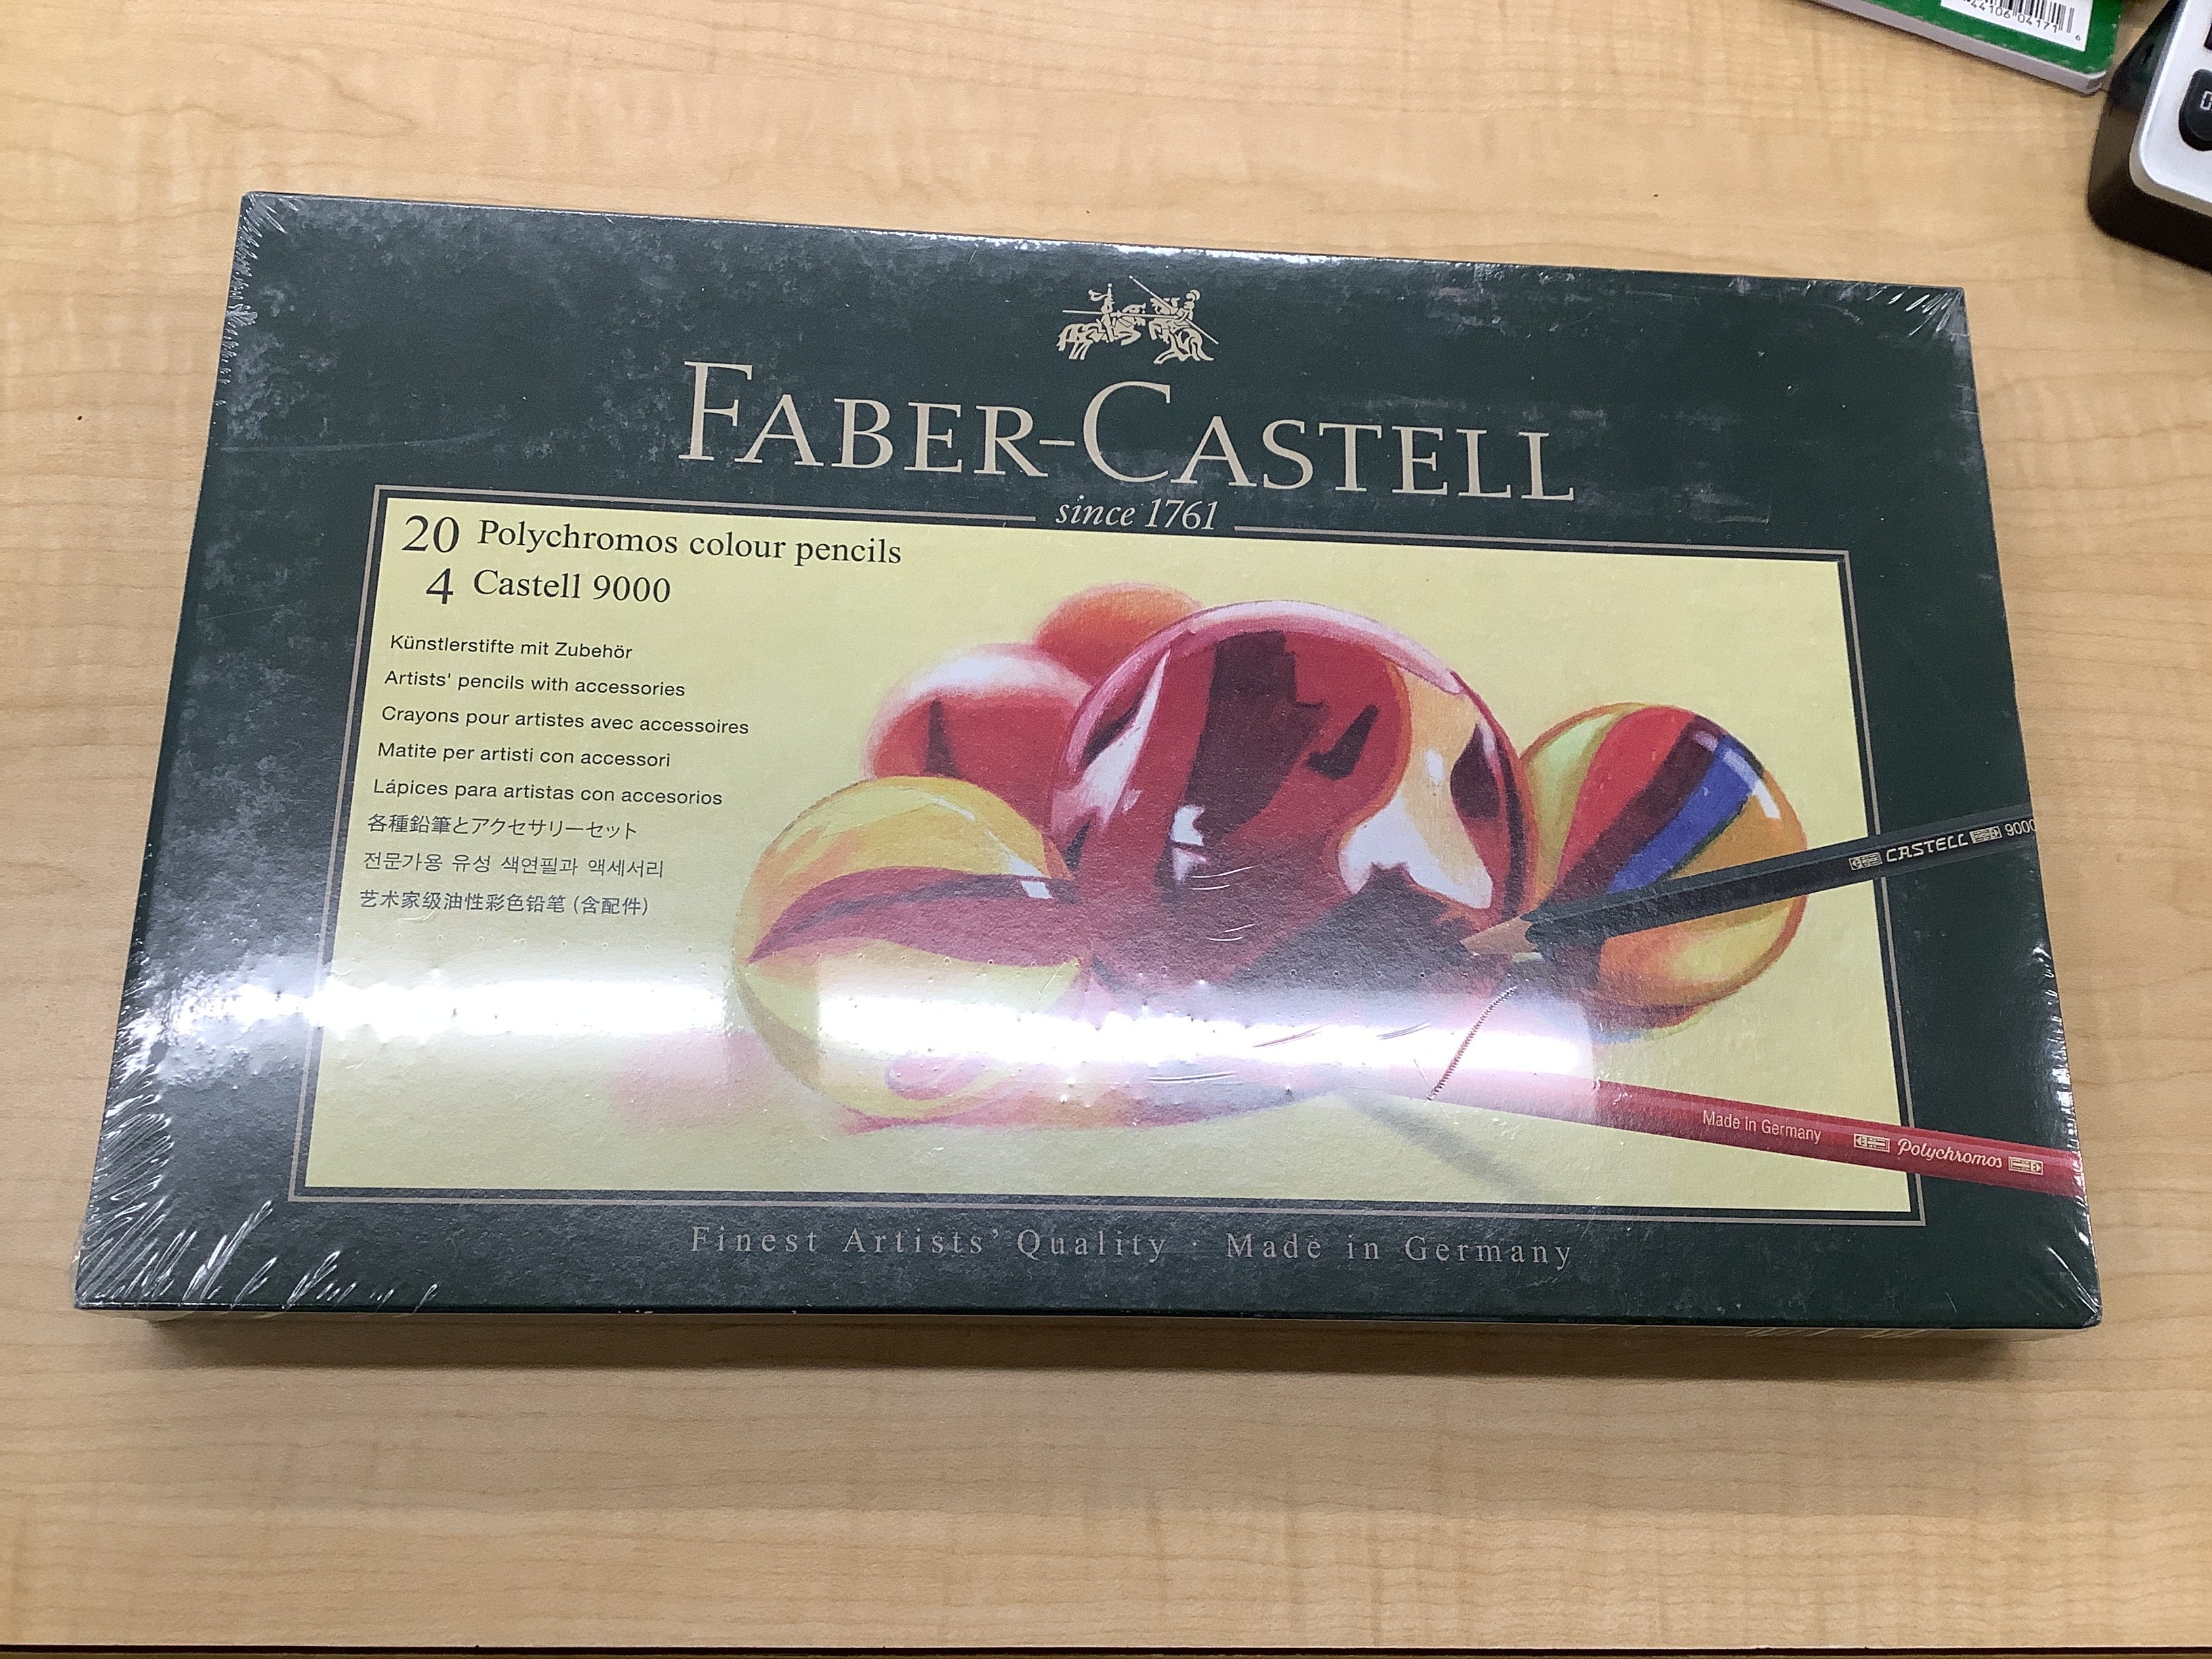 44106 04171 6
FABER-CASTELL
since 1761
20 Polychromos colour pencils
4 Castell 9000
Künstlerstifte mit Zubehör
Artists' pencils with accessories
Crayons pour artistes avec accessoires
Matite per artisti con accessori
Lápices para artistas con accesorios
各種鉛筆とアクセサリーセット
전문가용 유성 색연필과 액세서리
艺术家级油性彩色铅笔 (含配件)
CASTELL 9000
Made in Germany Polychromos
Finest Artists' Quality · Made in Germany